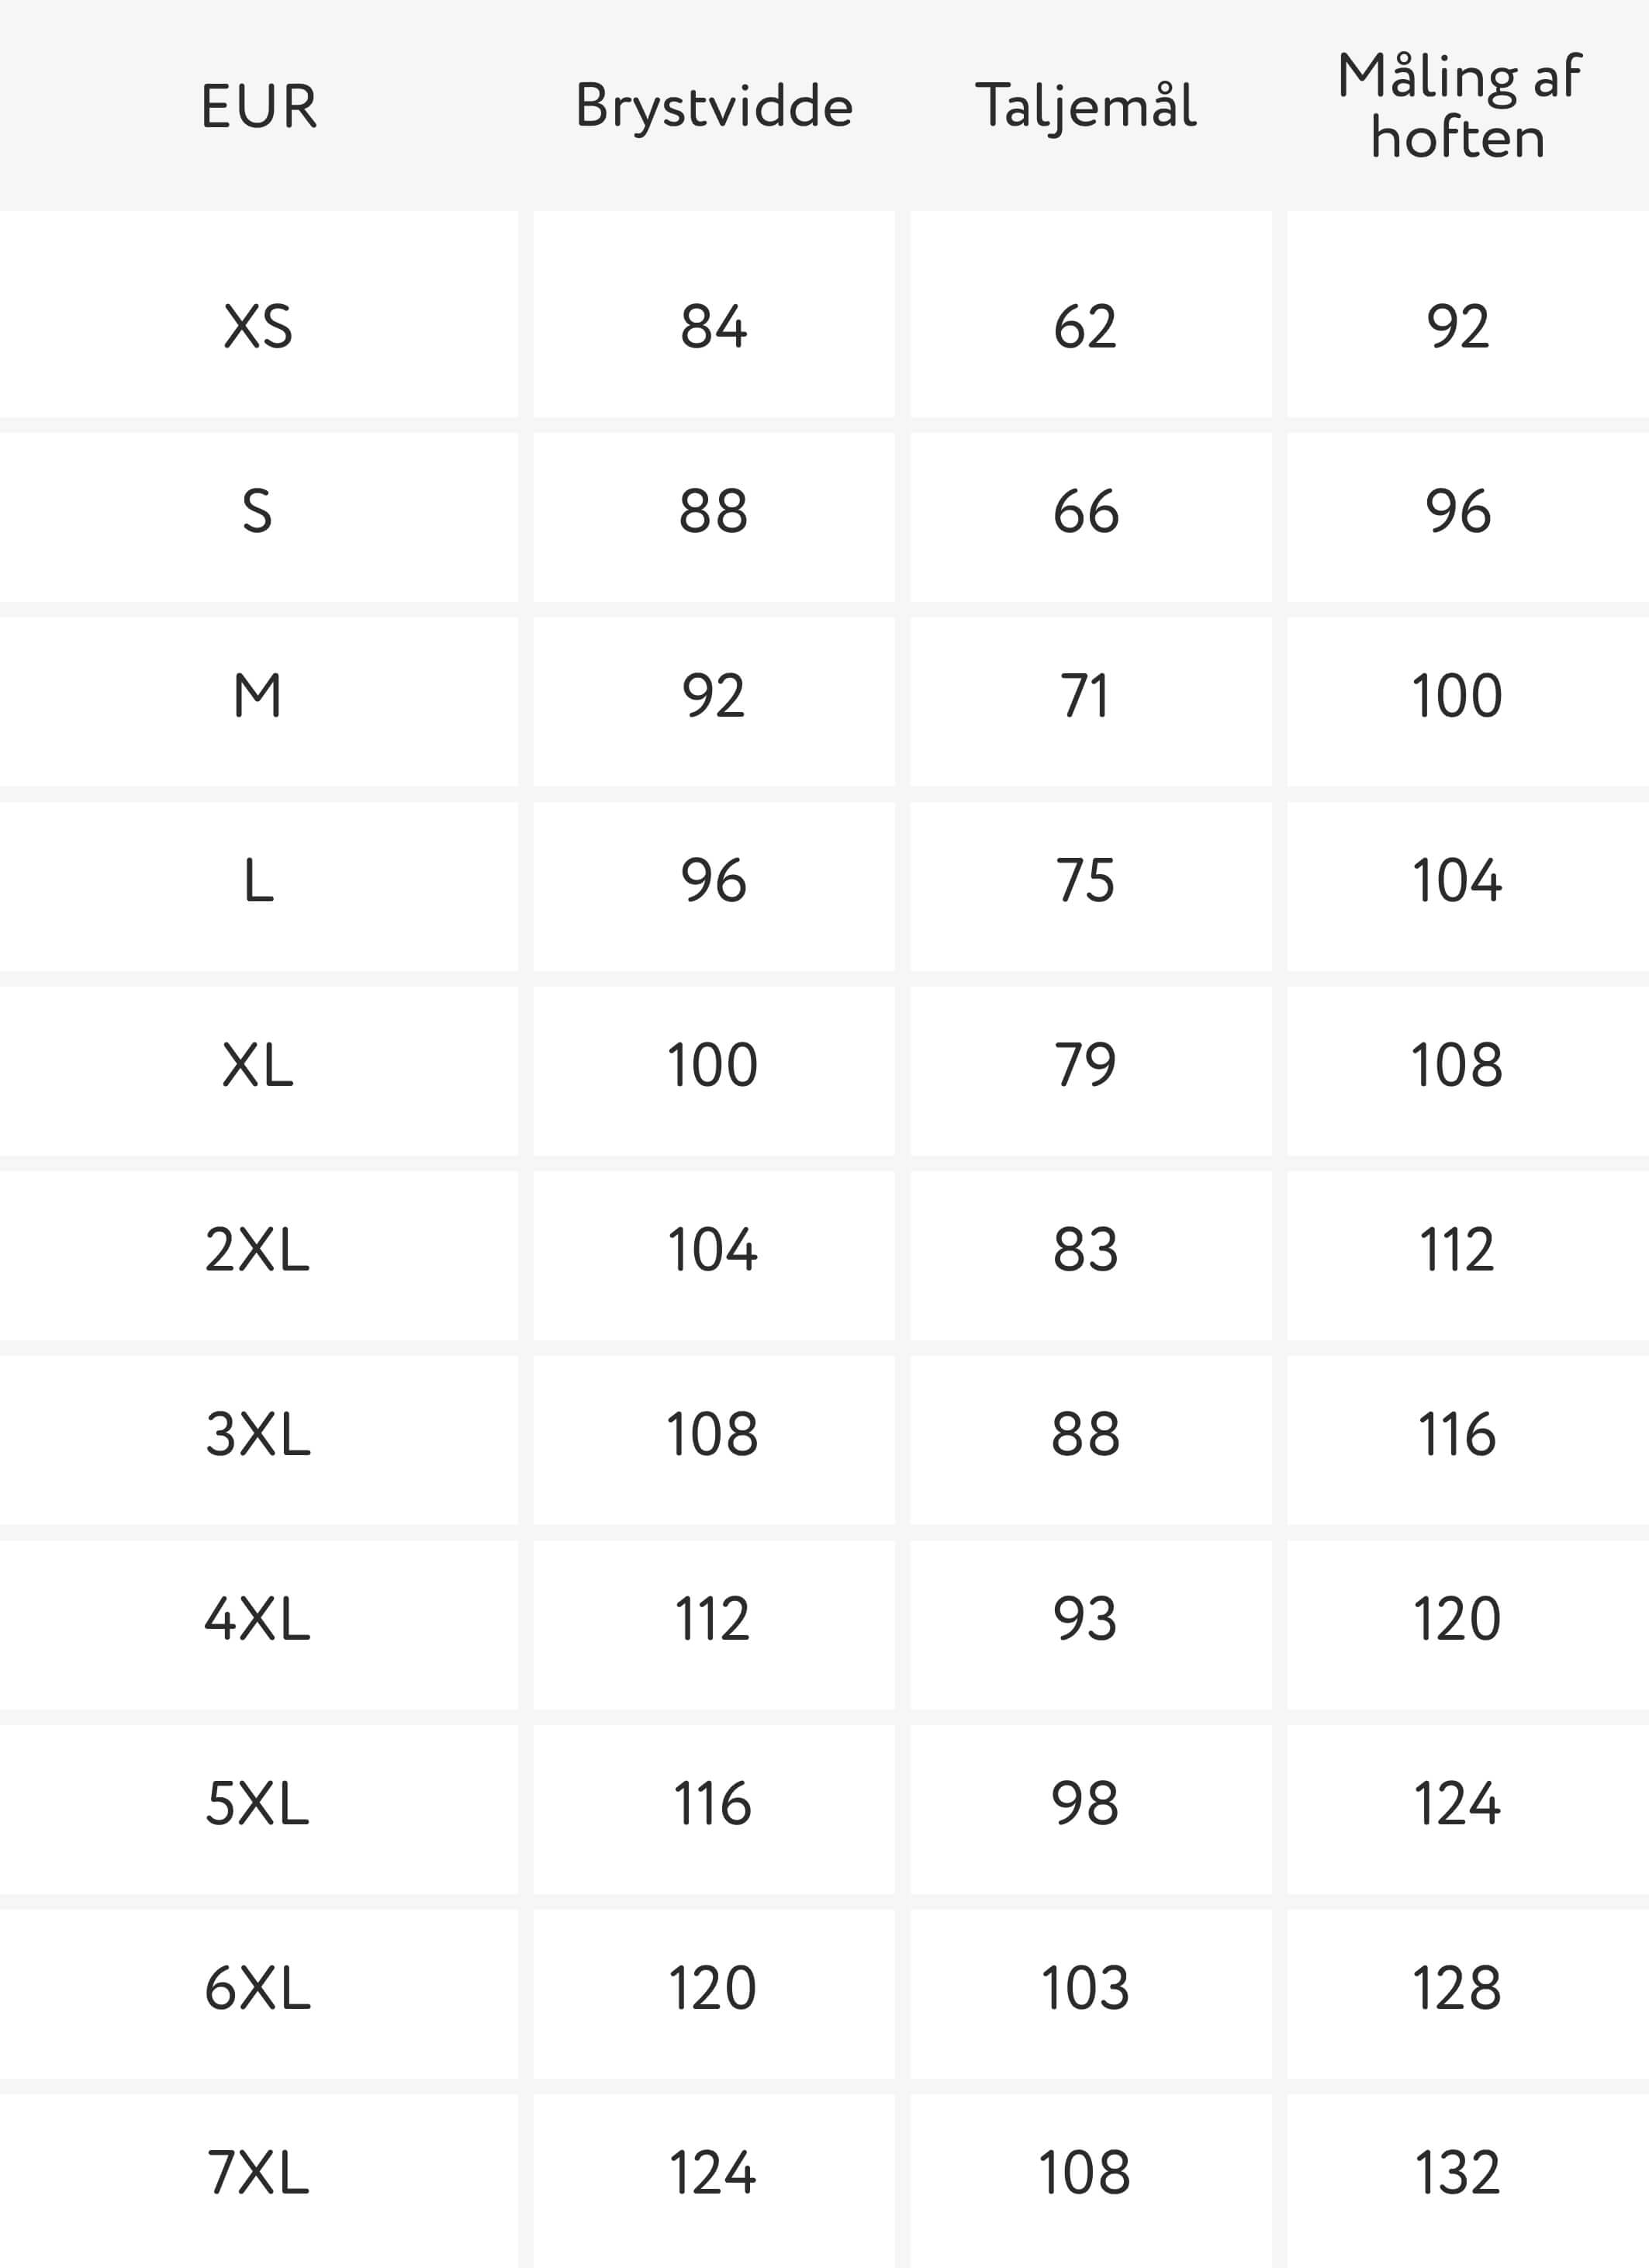 EUR Brystvidde Taljemål Måling af
hoften
XS 84 62 92
S 88 66 96
M 92 71 100
L 96 75 104
XL 100 79 108
2XL 104 83 112
3XL 108 88 116
4XL 112 93 120
5XL 116 98 124
6XL 120 103 128
7XL 124 108 132